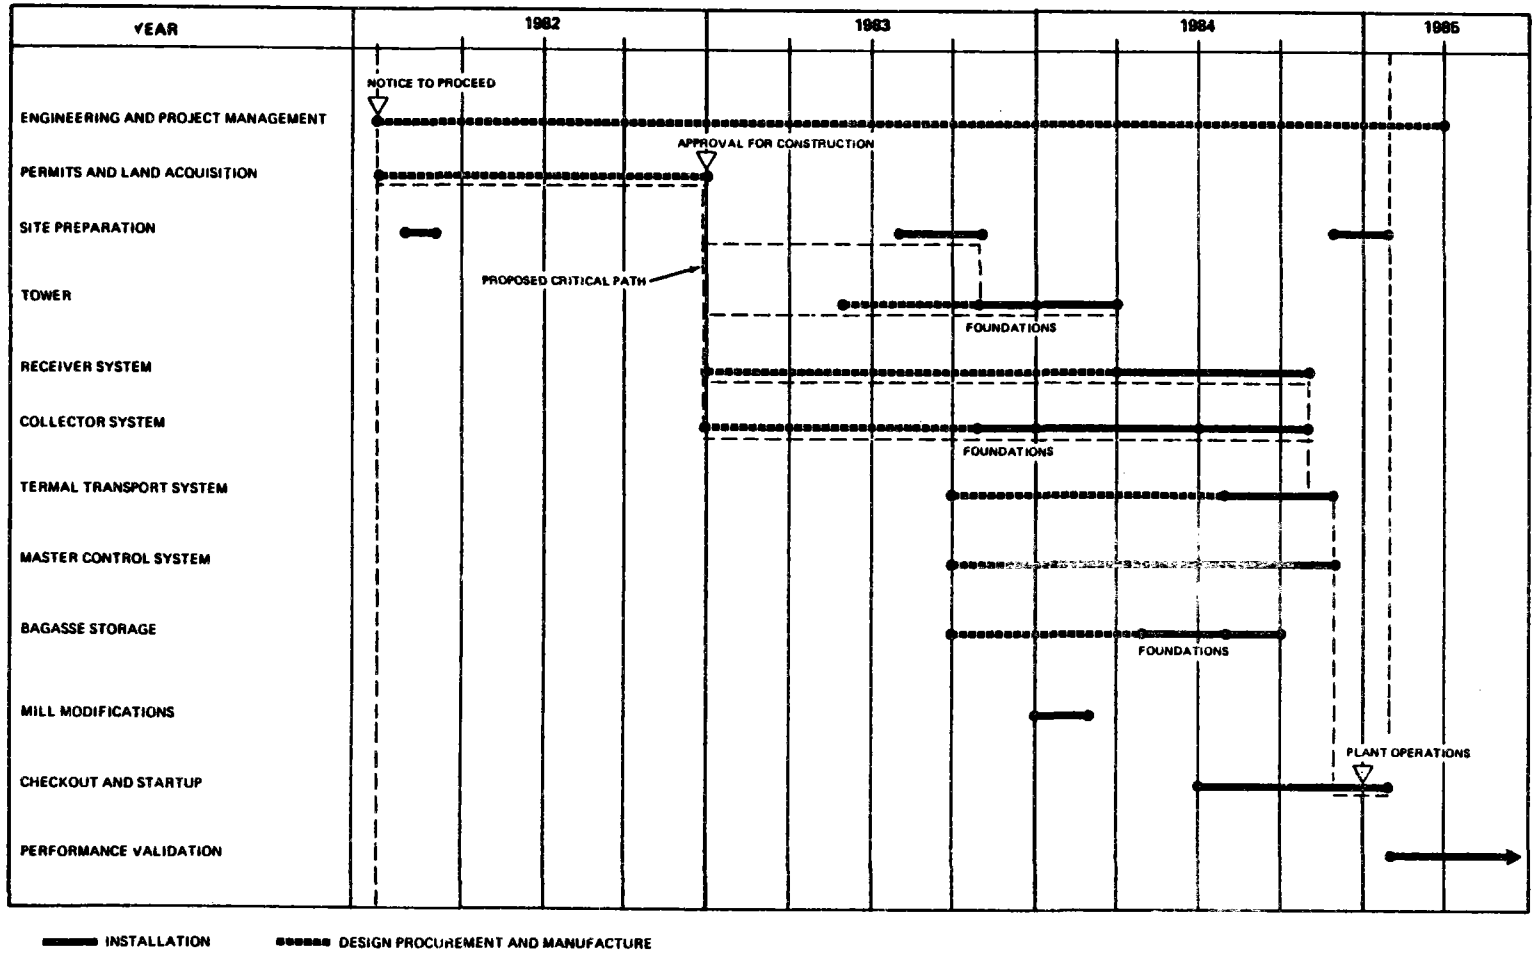 YEAR 1982 1983 1984 1985
NOTICE TO PROCEED
ENGINEERING AND PROJECT MANAGEMENT
APPROVAL FOR CONSTRUCTION
PERMITS AND LAND ACQUISITION
SITE PREPARATION
PROPOSED CRITICAL PATH
TOWER
FOUNDATIONS
RECEIVER SYSTEM
COLLECTOR SYSTEM
FOUNDATIONS
TERMAL TRANSPORT SYSTEM
MASTER CONTROL SYSTEM
BAGASSE STORAGE
FOUNDATIONS
MILL MODIFICATIONS
PLANT OPERATIONS
CHECKOUT AND STARTUP
PERFORMANCE VALIDATION
INSTALLATION DESIGN PROCUREMENT AND MANUFACTURE